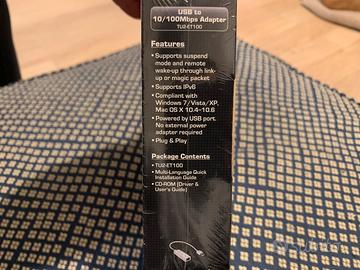 USB to
10/100Mbps Adapter
TU2-ET100
Features
• Supports suspend
mode and remote
wake-up through link-
up or magic packet
• Supports IPv6
• Compliant with
Windows 7/Vista/XP,
Mac OS X 10.4~10.6
• Powered by USB port.
No external power
adapter required
• Plug & Play
Package Contents
• TU2-ET100
• Multi-Language Quick
Installation Guide
• CD-ROM (Driver &
User's Guide)